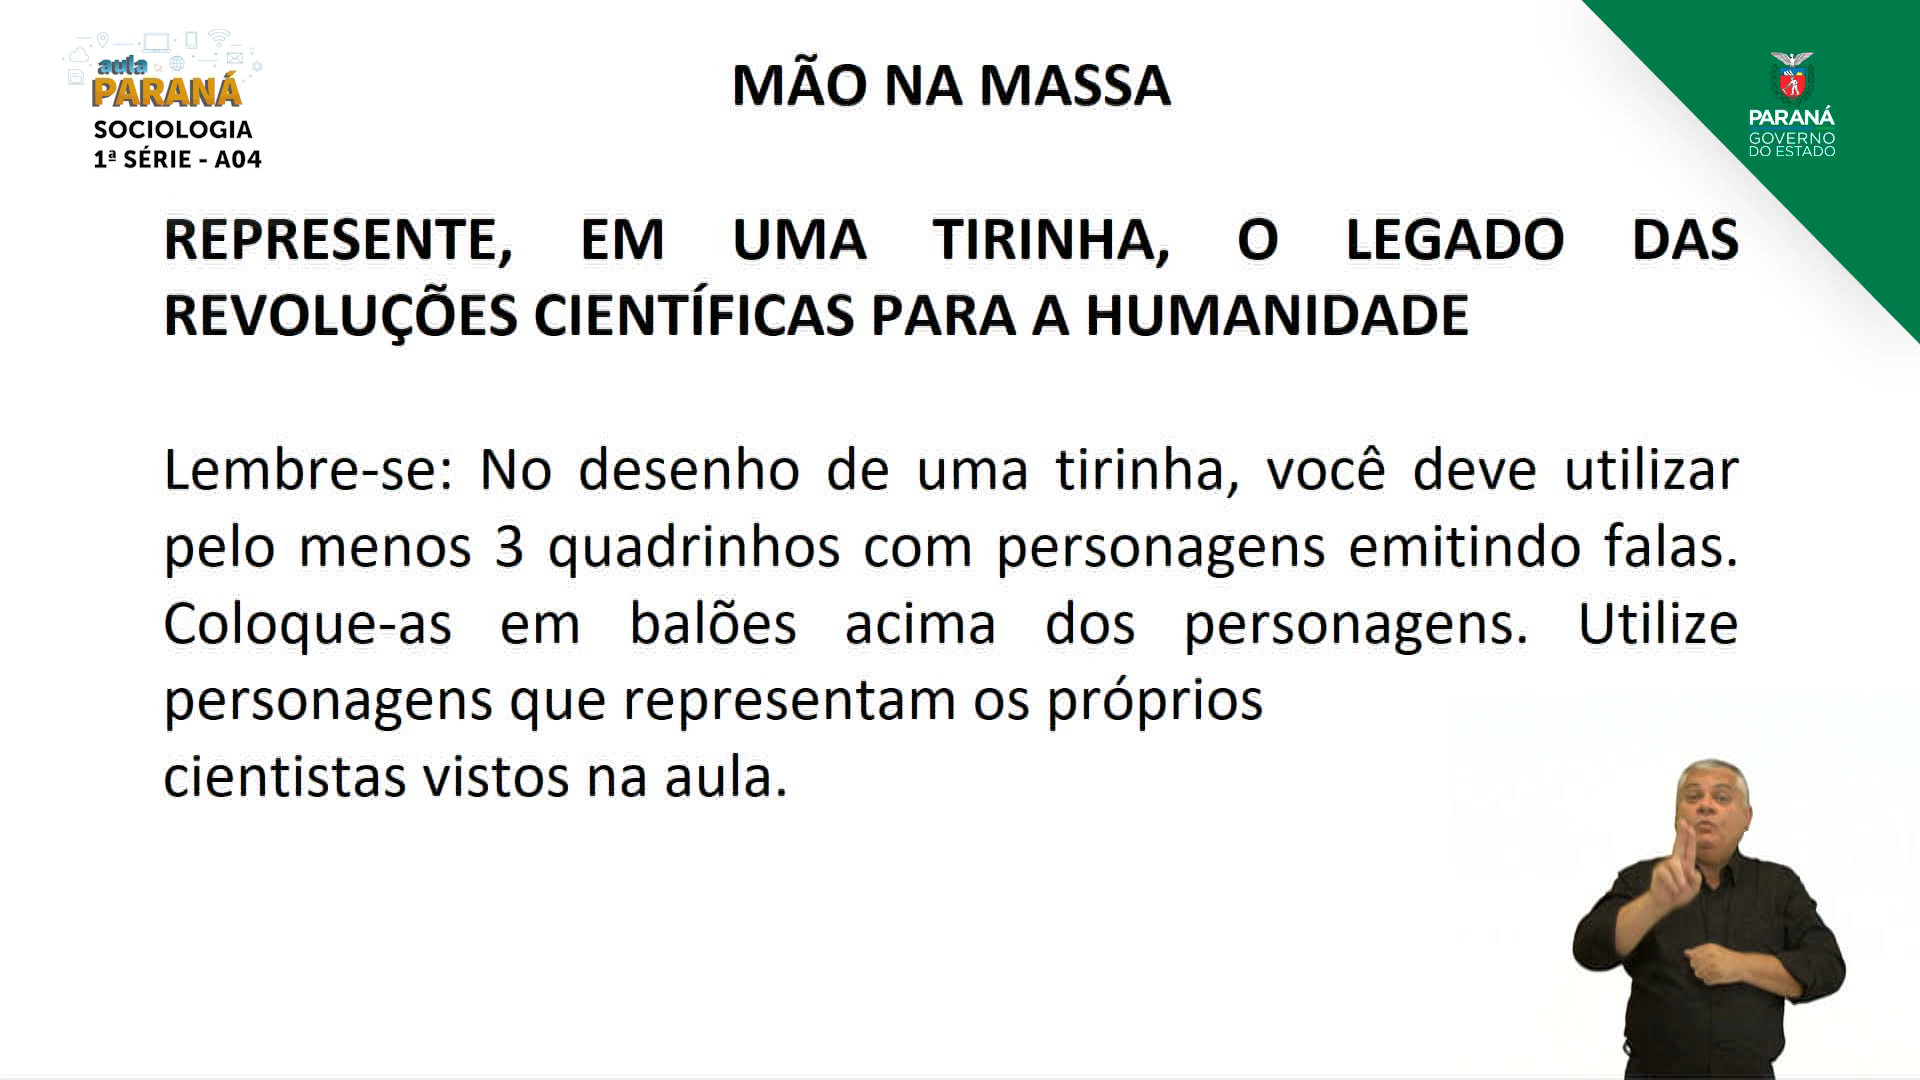 aula
PARANÁ
SOCIOLOGIA
1ª SÉRIE - A04
MÃO NA MASSA
PARANÁ
GOVERNO
DO ESTADO
REPRESENTE, EM UMA TIRINHA, O LEGADO DAS
REVOLUÇÕES CIENTÍFICAS PARA A HUMANIDADE
Lembre-se: No desenho de uma tirinha, você deve utilizar
pelo menos 3 quadrinhos com personagens emitindo falas.
Coloque-as em balões acima dos personagens. Utilize
personagens que representam os próprios
cientistas vistos na aula.